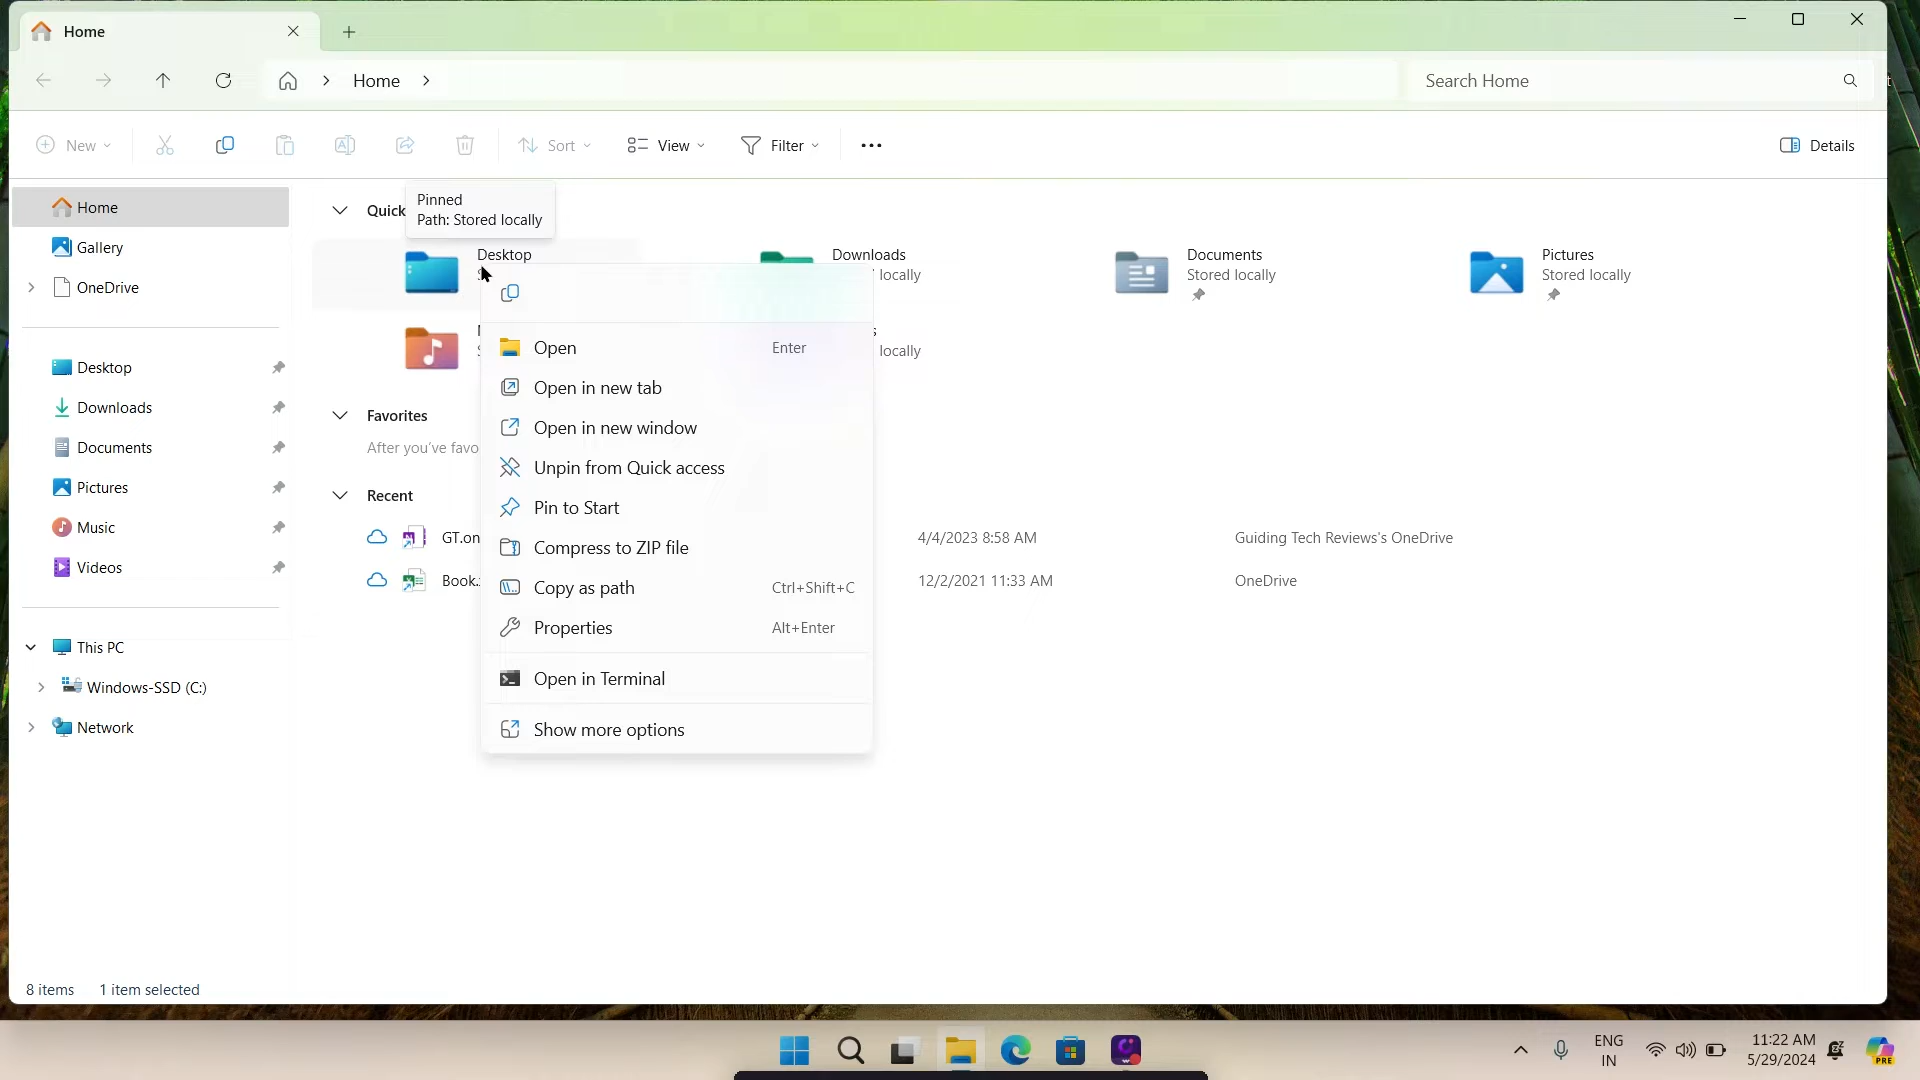 Home
Home
Search Home
New
Sort
View
Filter
Details
Home
Gallery
OneDrive
Desktop
Downloads
Documents
Pictures
Music
Videos
This PC
Windows-SSD (C:)
Network
Quick
Pinned
Path: Stored locally
Desktop
Downloads
locally
Documents
Stored locally
Pictures
Stored locally
locally
Favorites
After you've favo
Recent
GT.on
4/4/2023 8:58 AM
Guiding Tech Reviews's OneDrive
Book.
12/2/2021 11:33 AM
OneDrive
Open Enter
Open in new tab
Open in new window
Unpin from Quick access
Pin to Start
Compress to ZIP file
Copy as path Ctrl+Shift+C
Properties Alt+Enter
Open in Terminal
Show more options
8 items 1 item selected
ENG
IN
11:22 AM
5/29/2024
PRE